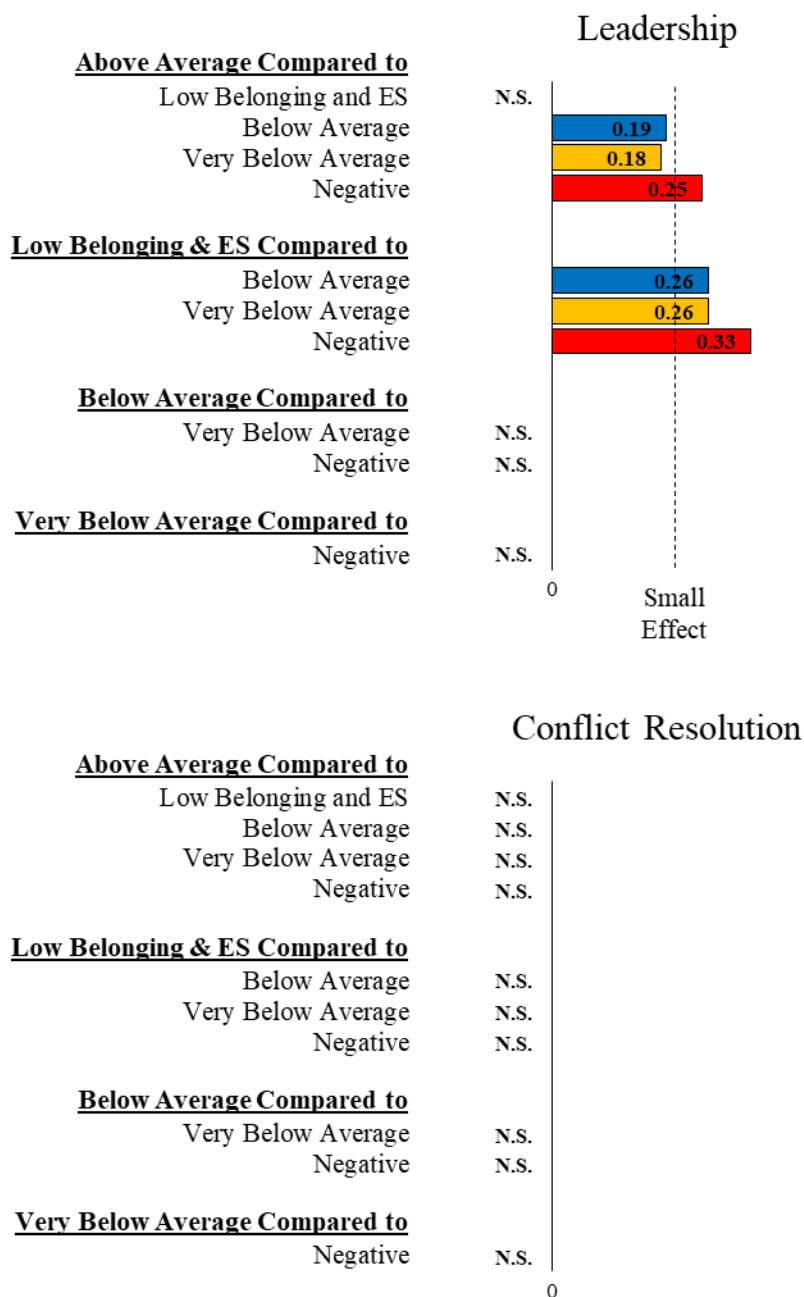 Leadership
Above Average Compared to
Low Belonging and ES N.S.
Below Average 0.19
Very Below Average 0.18
Negative 0.25
Low Belonging & ES Compared to
Below Average 0.26
Very Below Average 0.26
Negative 0.33
Below Average Compared to
Very Below Average N.S.
Negative N.S.
Very Below Average Compared to
Negative N.S.
0
Small
Effect
Conflict Resolution
Above Average Compared to
Low Belonging and ES N.S.
Below Average N.S.
Very Below Average N.S.
Negative N.S.
Low Belonging & ES Compared to
Below Average N.S.
Very Below Average N.S.
Negative N.S.
Below Average Compared to
Very Below Average N.S.
Negative N.S.
Very Below Average Compared to
Negative N.S.
0